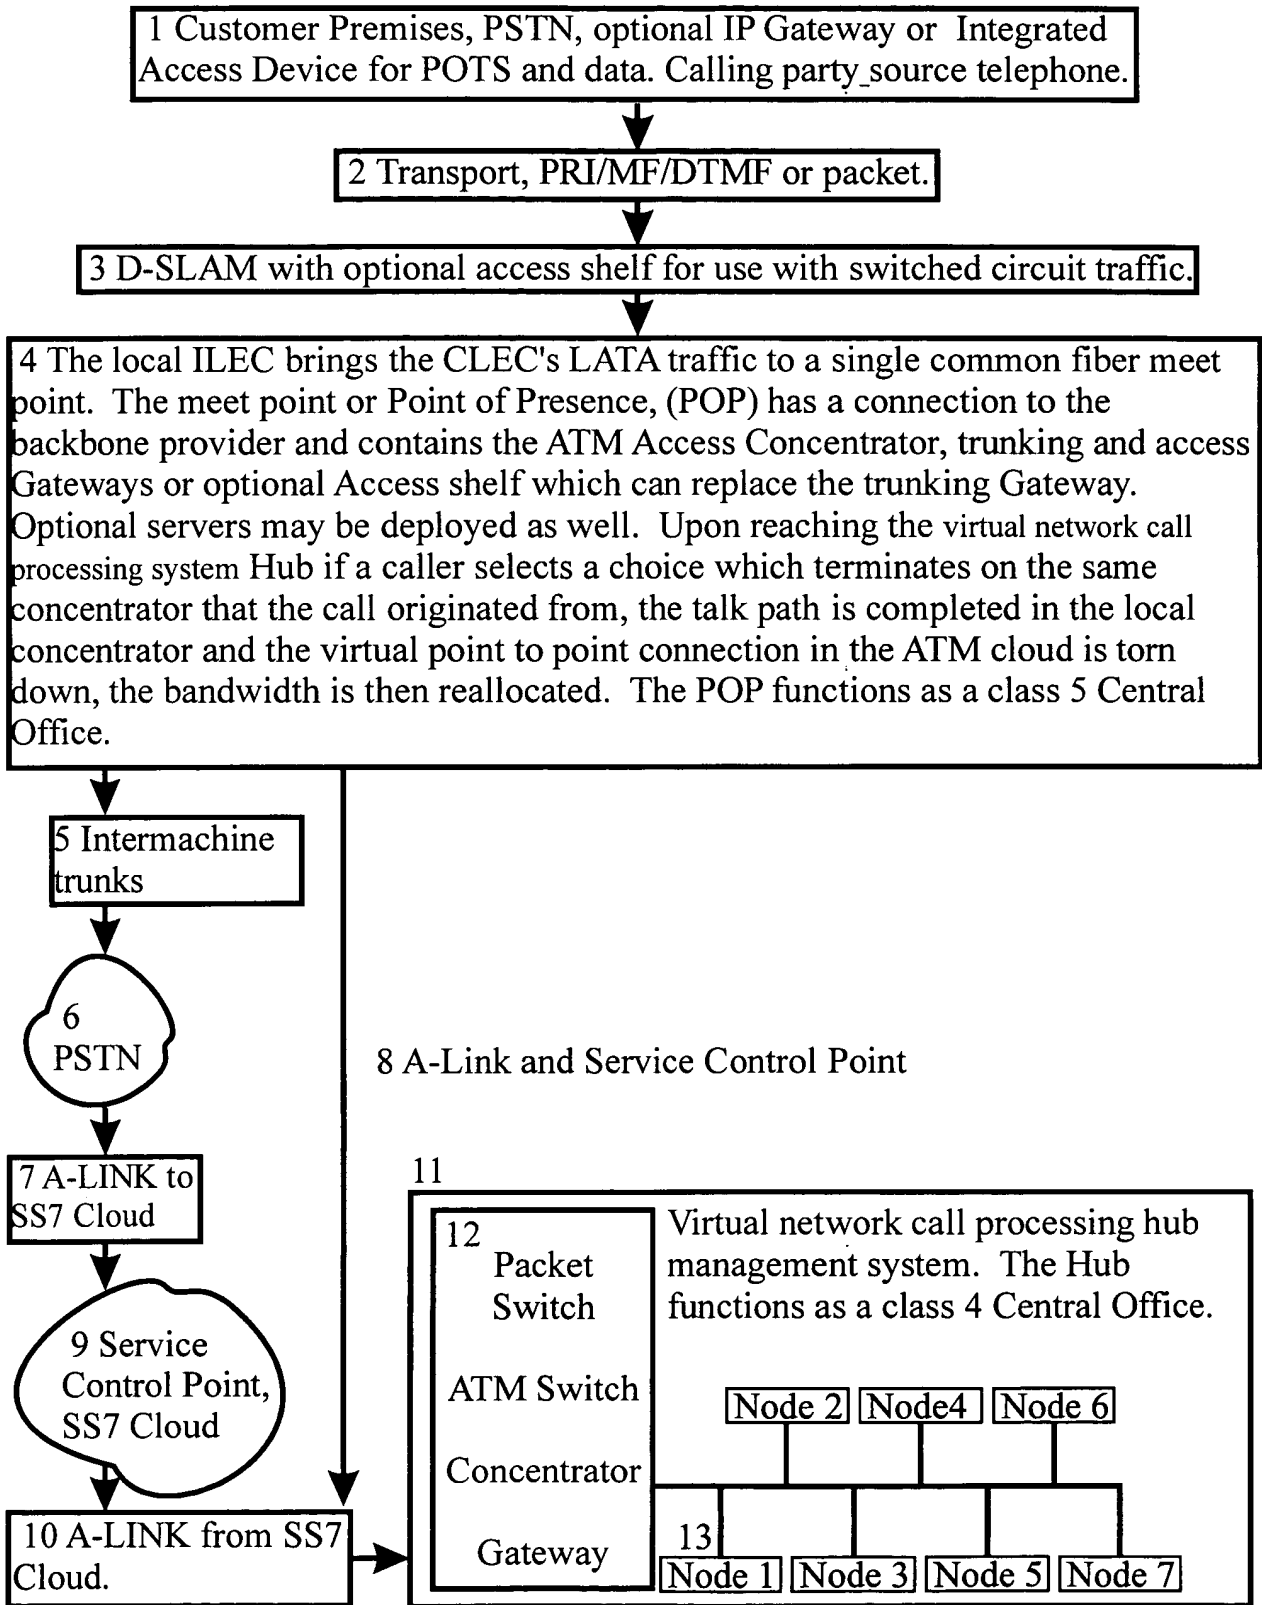 1 Customer Premises, PSTN, optional IP Gateway or Integrated
Access Device for POTS and data. Calling party_source telephone.
2 Transport, PRI/MF/DTMF or packet.
3 D-SLAM with optional access shelf for use with switched circuit traffic.
4 The local ILEC brings the CLEC's LATA traffic to a single common fiber meet
point. The meet point or Point of Presence, (POP) has a connection to the
backbone provider and contains the ATM Access Concentrator, trunking and access
Gateways or optional Access shelf which can replace the trunking Gateway.
Optional servers may be deployed as well. Upon reaching the virtual network call
processing system Hub if a caller selects a choice which terminates on the same
concentrator that the call originated from, the talk path is completed in the local
concentrator and the virtual point to point connection in the ATM cloud is torn
down, the bandwidth is then reallocated. The POP functions as a class 5 Central
Office.
5 Intermachine
trunks
6
PSTN
8 A-Link and Service Control Point
7 A-LINK to
SS7 Cloud
9 Service
Control Point,
SS7 Cloud
10 A-LINK from SS7
Cloud.
11
12
Packet
Switch
ATM Switch
Concentrator
Gateway
Virtual network call processing hub
management system. The Hub
functions as a class 4 Central Office.
Node 2 Node4 Node 6
13
Node 1 Node 3 Node 5 Node 7